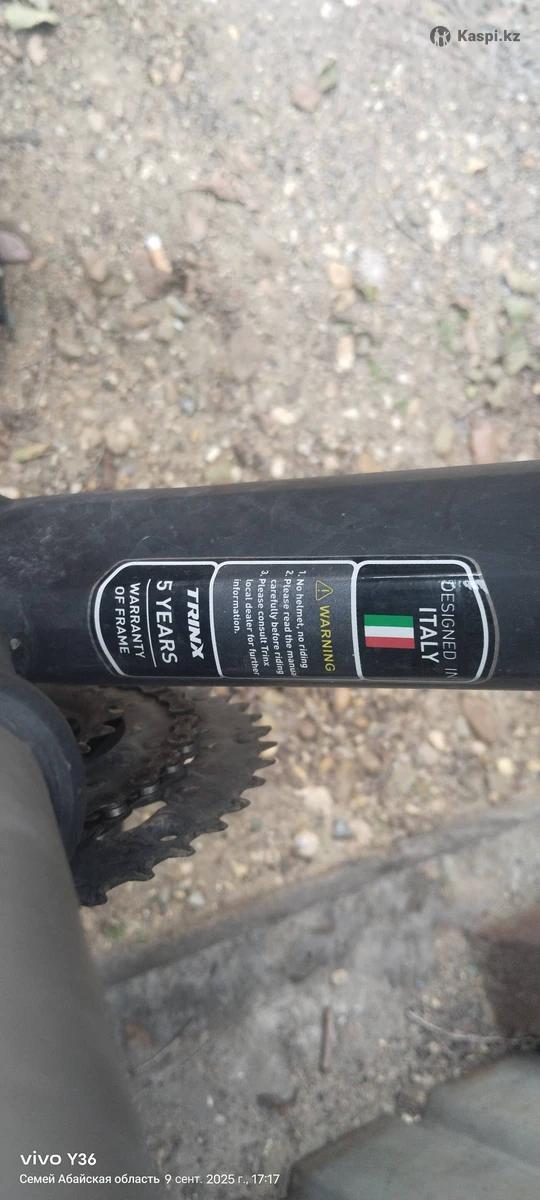 Kaspi.kz
DESIGNED IN
ITALY
WARNING
1. No helmet, no riding
2. Please read the manual
carefully before riding
3. Please consult Trinx
local dealer for further
information.
TRINX
5 YEARS
WARRANTY
OF FRAME
vivo Y36
Семей Абайская область 9 сент. 2025 г., 17:17